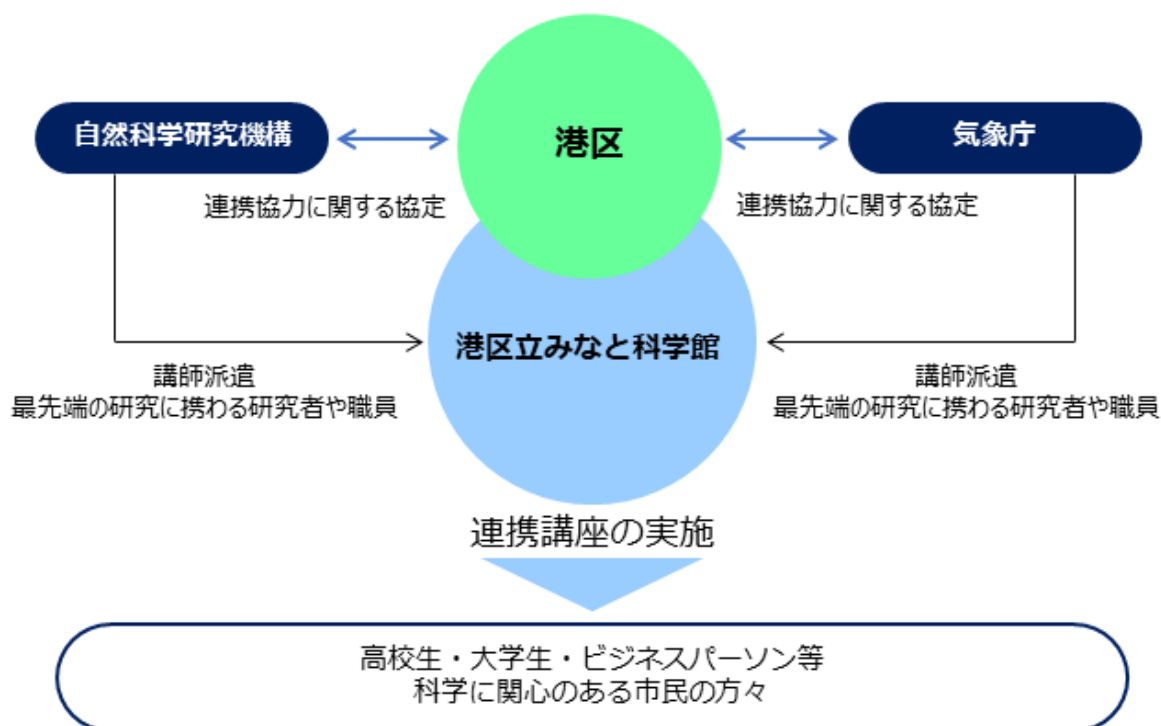 港区
自然科学研究機構
気象庁
連携協力に関する協定
連携協力に関する協定
港区立みなと科学館
講師派遣
最先端の研究に携わる研究者や職員
講師派遣
最先端の研究に携わる研究者や職員
連携講座の実施
高校生・大学生・ビジネスパーソン等
科学に関心のある市民の方々